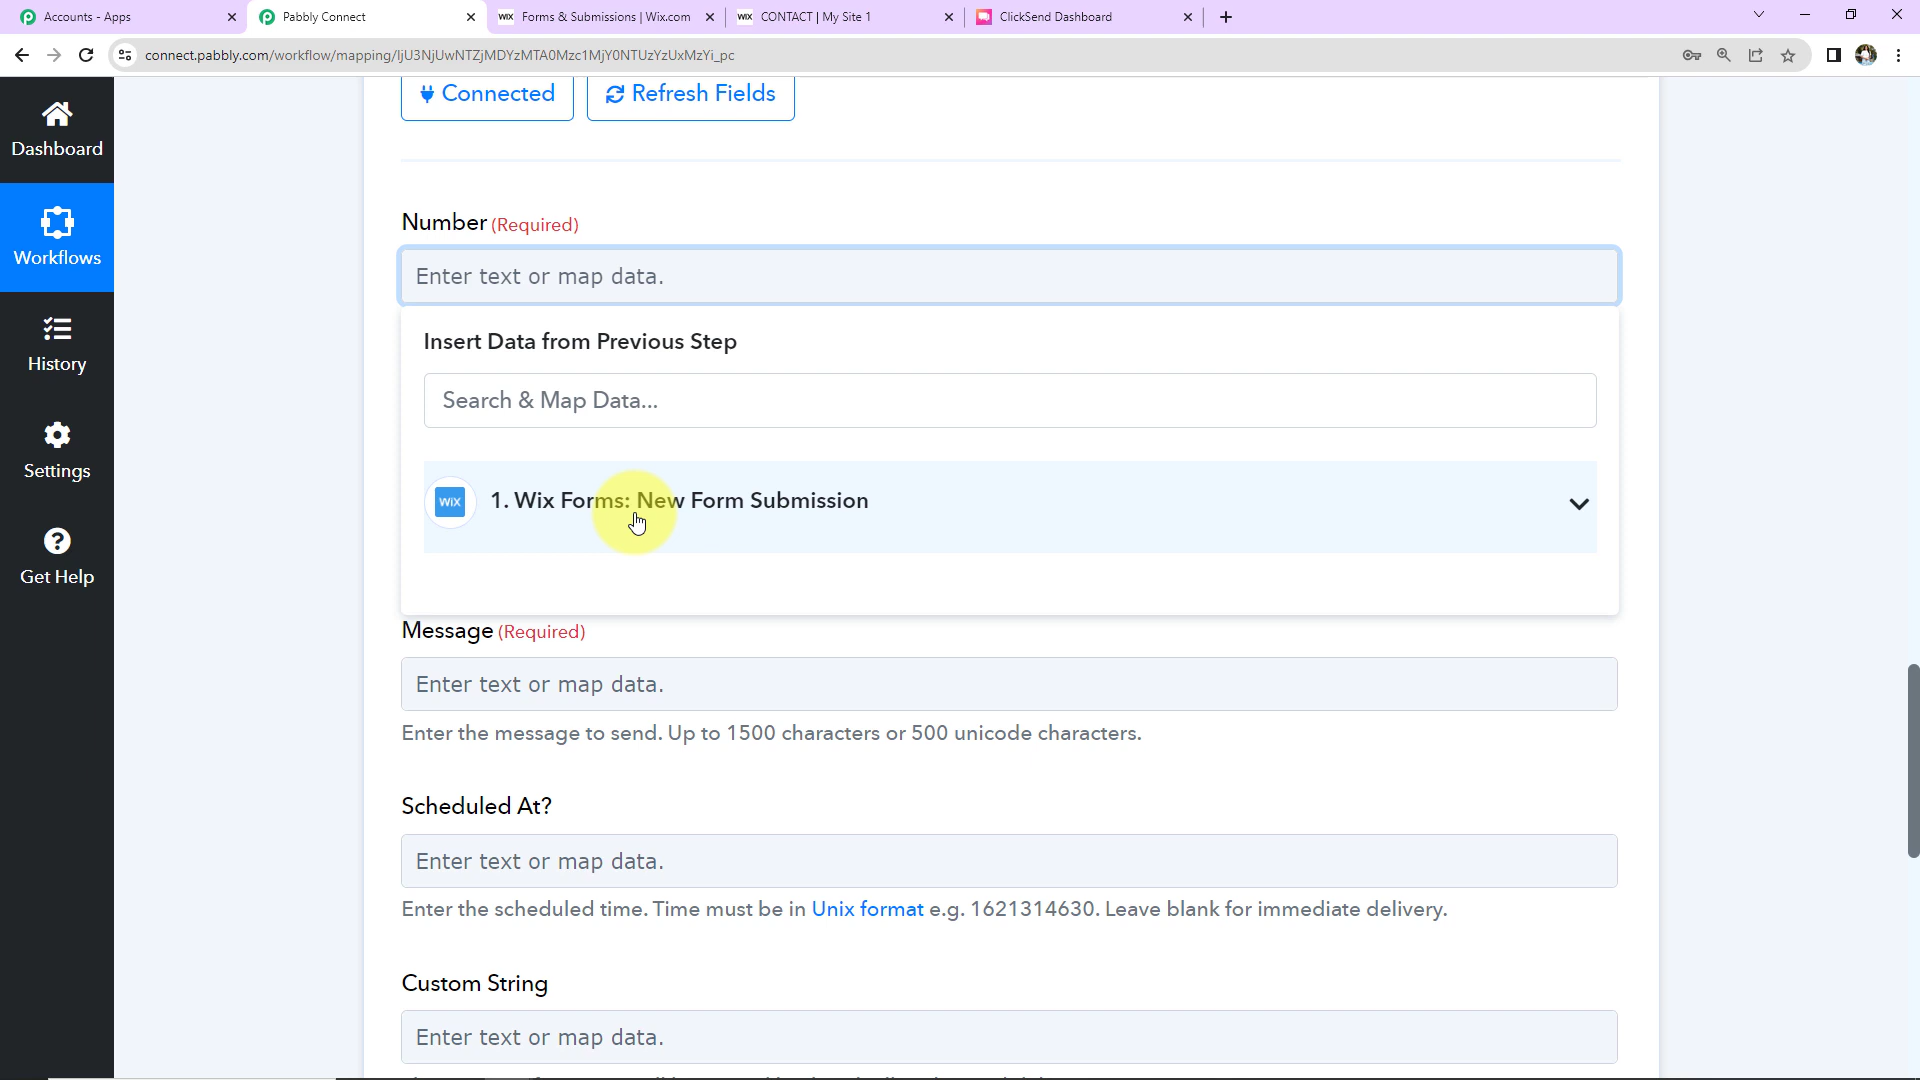 Accounts - Apps
Pabbly Connect
WIX Forms & Submissions | Wix.com
WIX CONTACT | My Site 1
ClickSend Dashboard
connect.pabbly.com/workflow/mapping/IjU3NjUwNTZjMDYzMTA0Mzc1MjY0NTUzYzUxMzYi_pc
Dashboard
Workflows
History
Settings
Get Help
Connected
Refresh Fields
Number (Required)
Enter text or map data.
Insert Data from Previous Step
Search & Map Data...
WIX 1. Wix Forms: New Form Submission
Message (Required)
Enter text or map data.
Enter the message to send. Up to 1500 characters or 500 unicode characters.
Scheduled At?
Enter text or map data.
Enter the scheduled time. Time must be in Unix format e.g. 1621314630. Leave blank for immediate delivery.
Custom String
Enter text or map data.